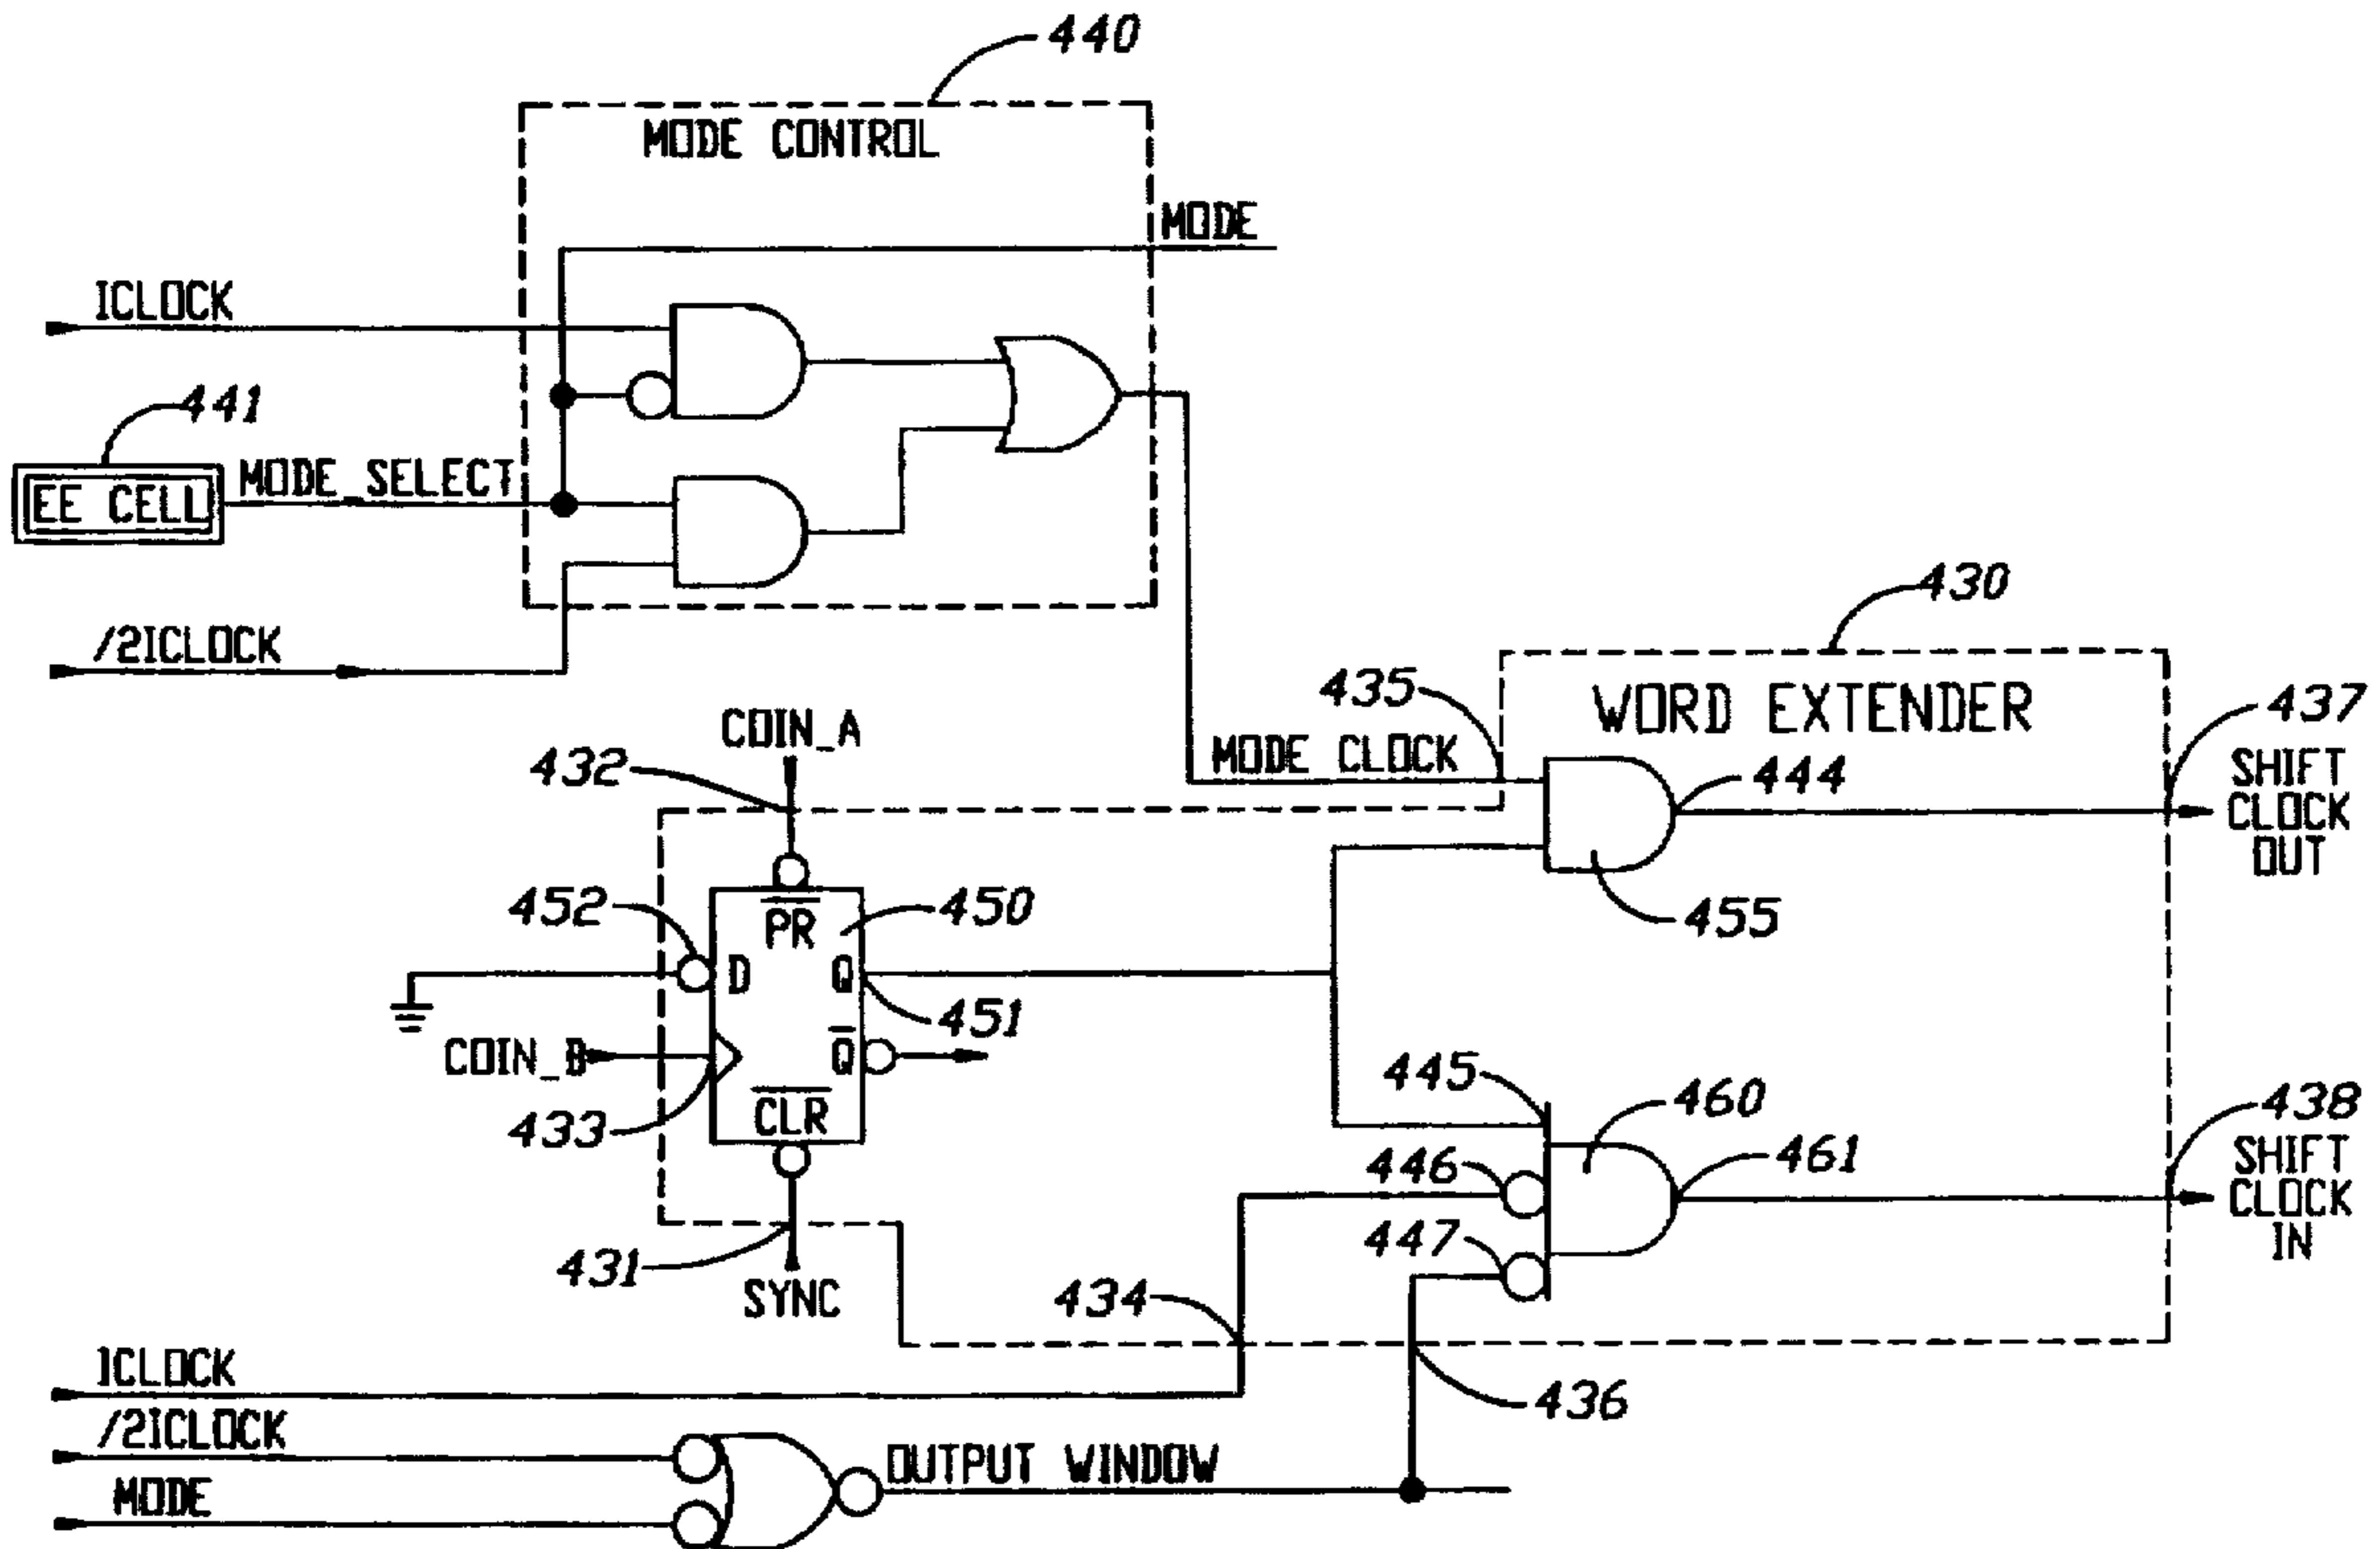 440
MODE CONTROL
MODE
ICLOCK
441
EE CELL
MODE_SELECT
/2ICLOCK
430
435
WORD EXTENDER
437
COIN_A
432
MODE CLOCK
444
SHIFT
CLOCK
OUT
452
PR
450
455
D
Q
451
COIN_B
Q
445
460
438
433
CLR
446
461
SHIFT
CLOCK
IN
447
431
SYNC
434
ICLOCK
436
/2ICLOCK
OUTPUT WINDOW
MODE